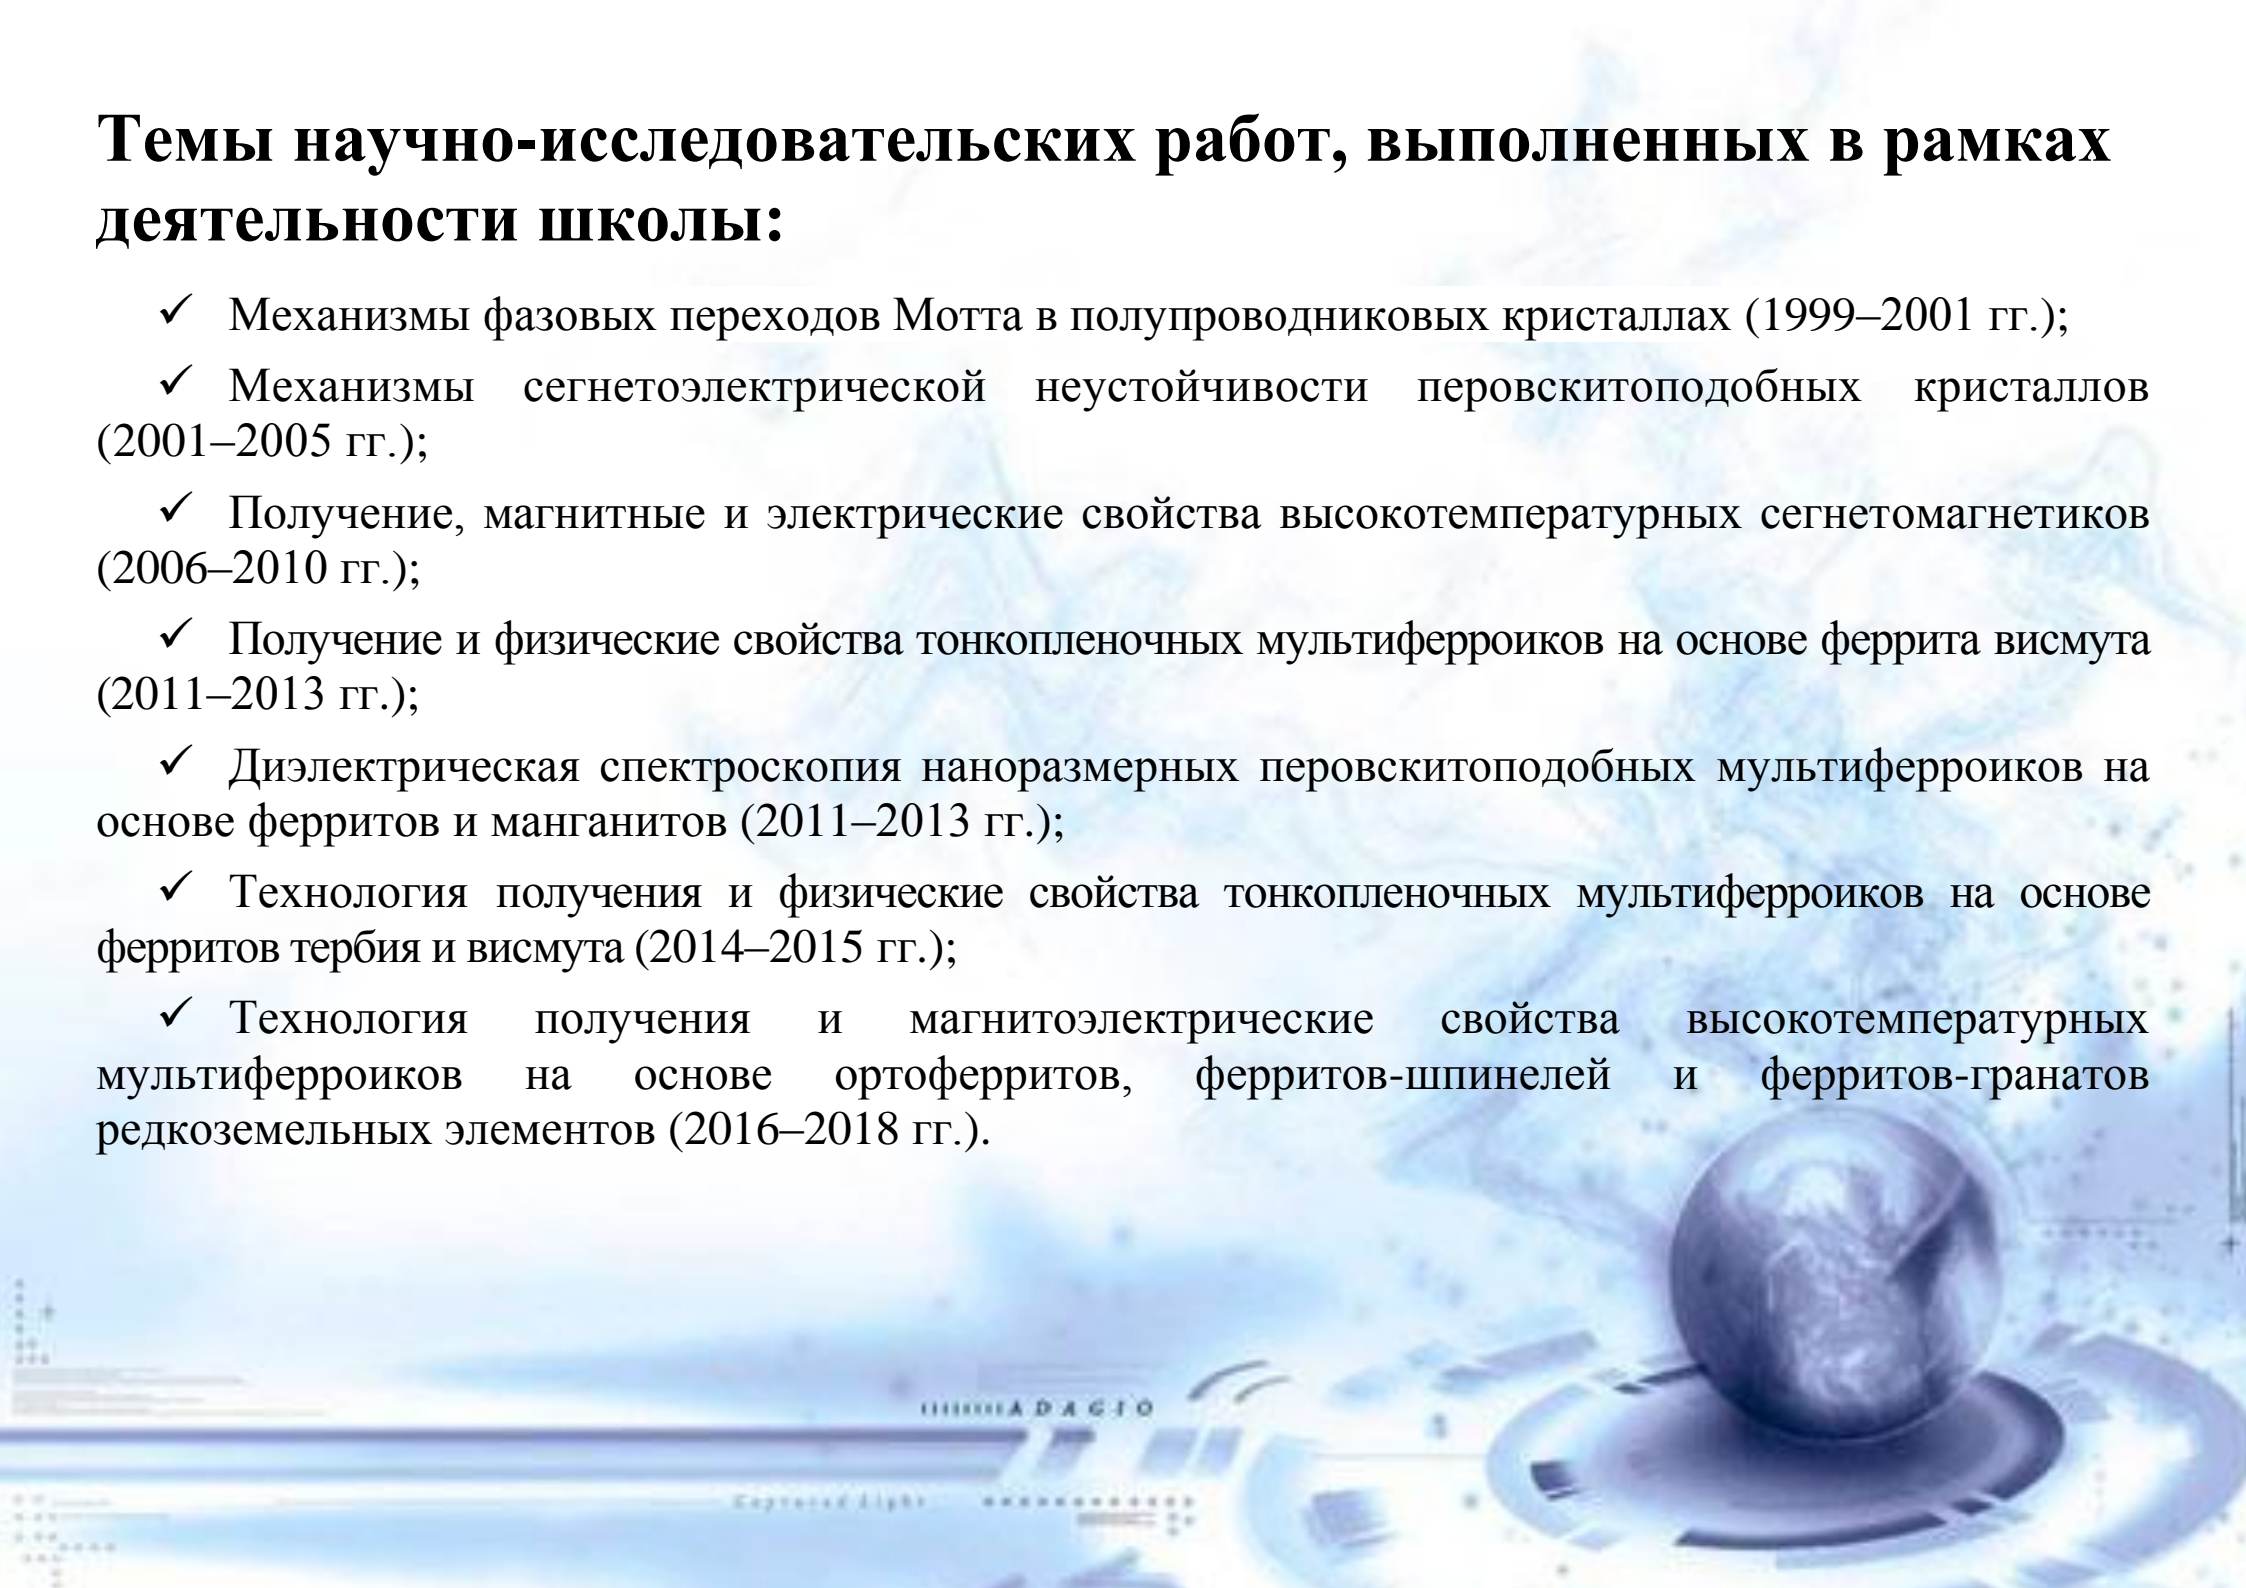 Темы научно-исследовательских работ, выполненных в рамках
деятельности школы:
✓ Механизмы фазовых переходов Мотта в полупроводниковых кристаллах (1999–2001 гг.);
✓ Механизмы сегнетоэлектрической неустойчивости перовскитоподобных кристаллов
(2001–2005 гг.);
✓ Получение, магнитные и электрические свойства высокотемпературных сегнетомагнетиков
(2006–2010 гг.);
✓ Получение и физические свойства тонкопленочных мультиферроиков на основе феррита висмута
(2011–2013 гг.);
✓ Диэлектрическая спектроскопия наноразмерных перовскитоподобных мультиферроиков на
основе ферритов и манганитов (2011–2013 гг.);
✓ Технология получения и физические свойства тонкопленочных мультиферроиков на основе
ферритов тербия и висмута (2014–2015 гг.);
✓ Технология получения и магнитоэлектрические свойства высокотемпературных
мультиферроиков на основе ортоферритов, ферритов-шпинелей и ферритов-гранатов
редкоземельных элементов (2016–2018 гг.).
ADAGIO
Captured Light